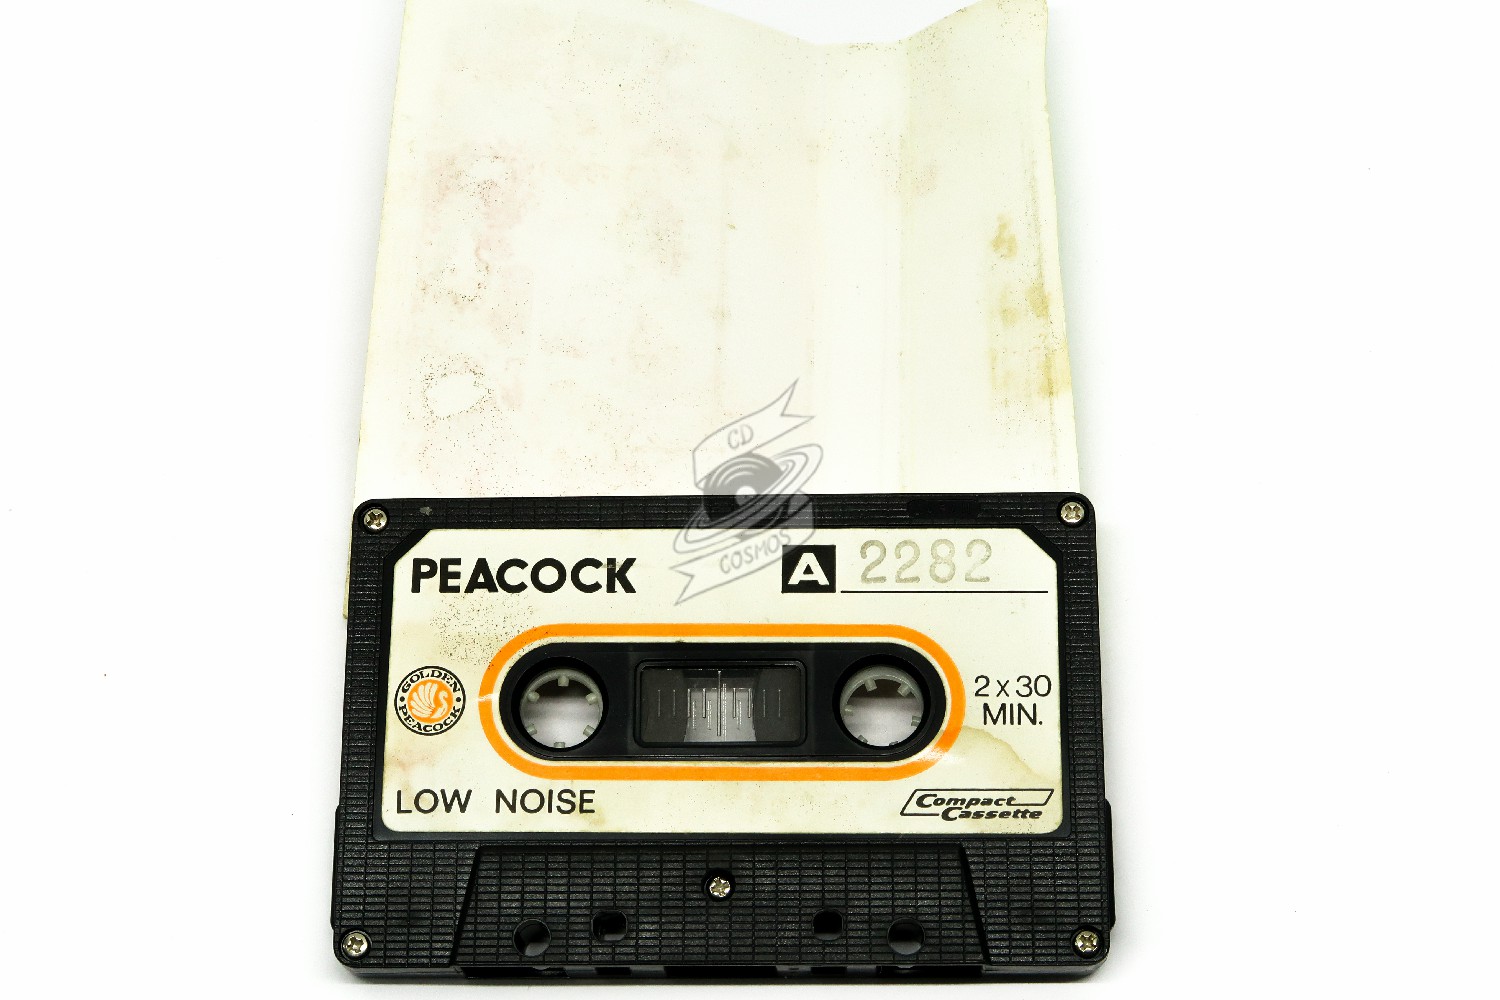 CD
COSMOS
PEACOCK
A 2282
GOLDEN
PEACOCK
2 x 30
MIN.
LOW NOISE
Compact
Cassette